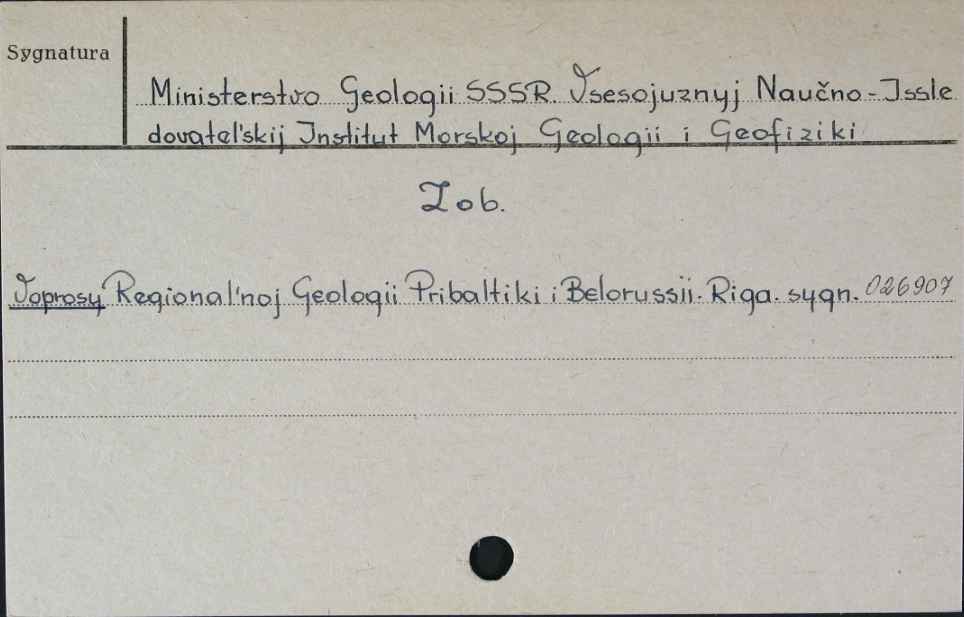 Sygnatura
Ministerstvo Geologii SSSR. Vsesojuznyj Naučno-Issle
dovatel'skij Institut Morskoj Geologii i Geofiziki
Zob.
Voprosy Regional'noj Geologii Pribaltiki i Belorussii. Riga. sygn. 026907